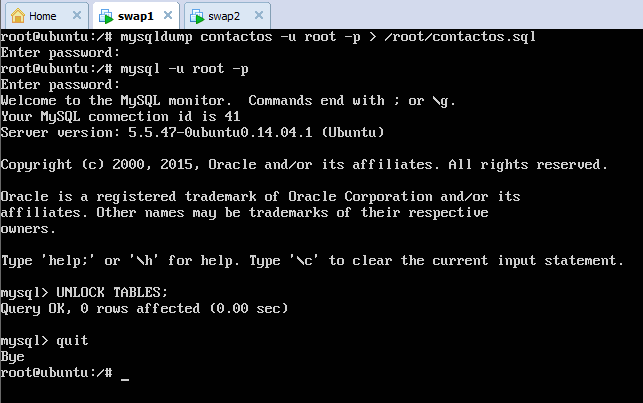 Home swap1 swap2
root@ubuntu:/# mysqldump contactos -u root -p > /root/contactos.sql
Enter password:
root@ubuntu:/# mysql -u root -p
Enter password:
Welcome to the MySQL monitor.  Commands end with ; or \g.
Your MySQL connection id is 41
Server version: 5.5.47-0ubuntu0.14.04.1 (Ubuntu)
Copyright (c) 2000, 2015, Oracle and/or its affiliates. All rights reserved.
Oracle is a registered trademark of Oracle Corporation and/or its
affiliates. Other names may be trademarks of their respective
owners.
Type 'help;' or '\h' for help. Type '\c' to clear the current input statement.
mysql> UNLOCK TABLES;
Query OK, 0 rows affected (0.00 sec)
mysql> quit
Bye
root@ubuntu:/# _